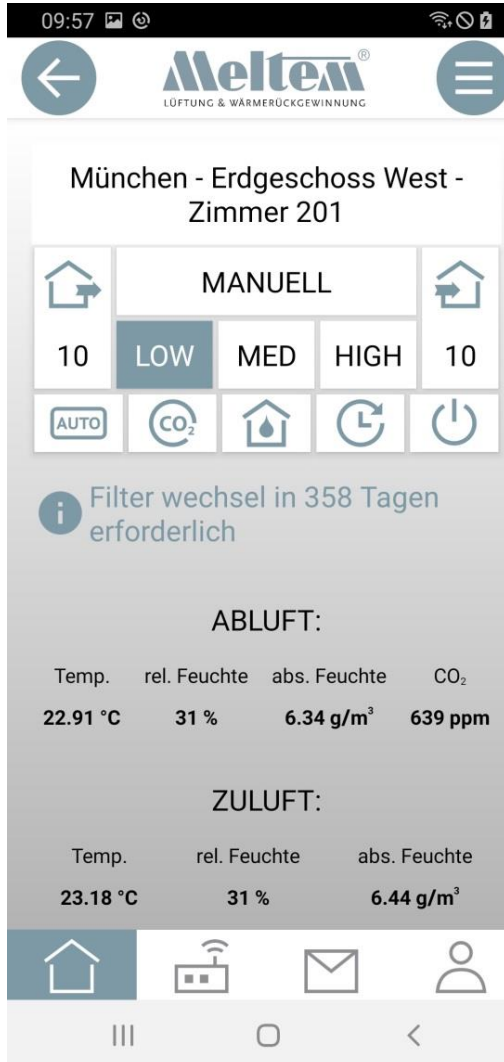 09:57
Meltem®
LÜFTUNG & WÄRMERÜCKGEWINNUNG
München - Erdgeschoss West -
Zimmer 201
MANUELL
10 LOW MED HIGH 10
AUTO CO₂
Filter wechsel in 358 Tagen
erforderlich
ABLUFT:
Temp. rel. Feuchte abs. Feuchte CO₂
22.91 °C 31 % 6.34 g/m³ 639 ppm
ZULUFT:
Temp. rel. Feuchte abs. Feuchte
23.18 °C 31 % 6.44 g/m³